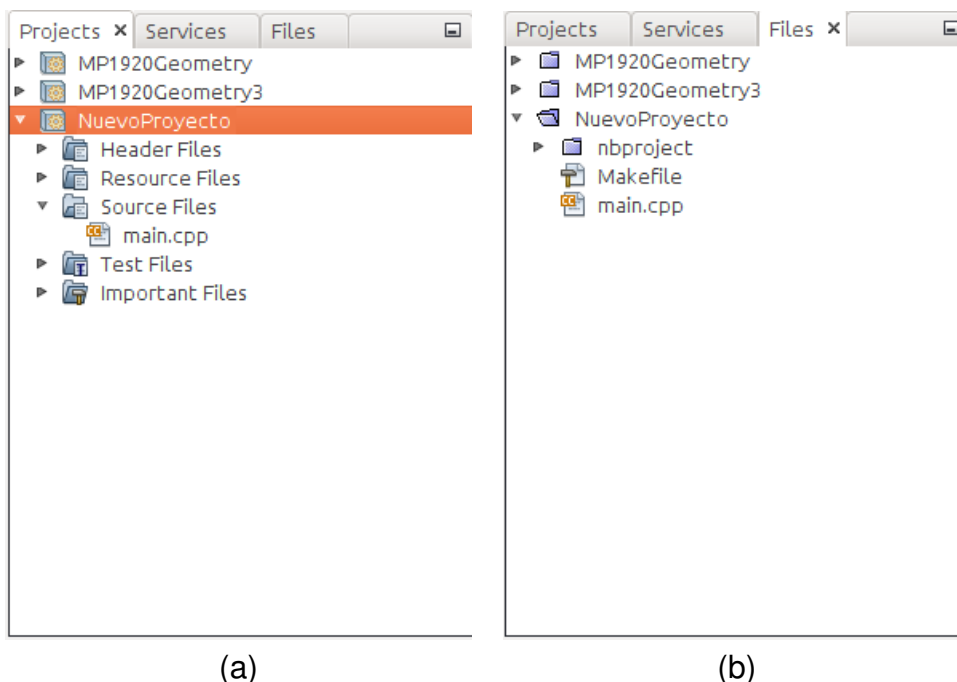 Projects × Services Files
MP1920Geometry
MP1920Geometry3
NuevoProyecto
Header Files
Resource Files
Source Files
main.cpp
Test Files
Important Files
(a)
Projects Services Files ×
MP1920Geometry
MP1920Geometry3
NuevoProyecto
nbproject
Makefile
main.cpp
(b)